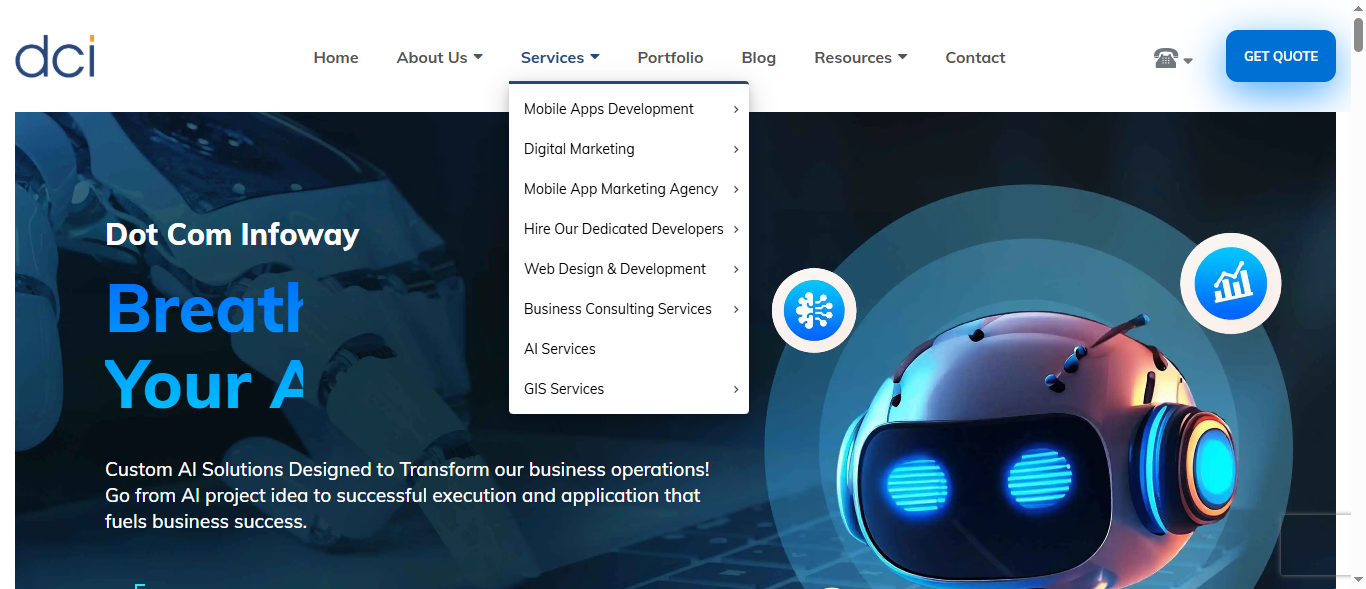 dci
Home
About Us
Services
Portfolio
Blog
Resources
Contact
GET QUOTE
Mobile Apps Development
Digital Marketing
Mobile App Marketing Agency
Hire Our Dedicated Developers
Web Design & Development
Business Consulting Services
AI Services
GIS Services
Dot Com Infoway
Breath
Your A
Custom AI Solutions Designed to Transform our business operations!
Go from AI project idea to successful execution and application that
fuels business success.